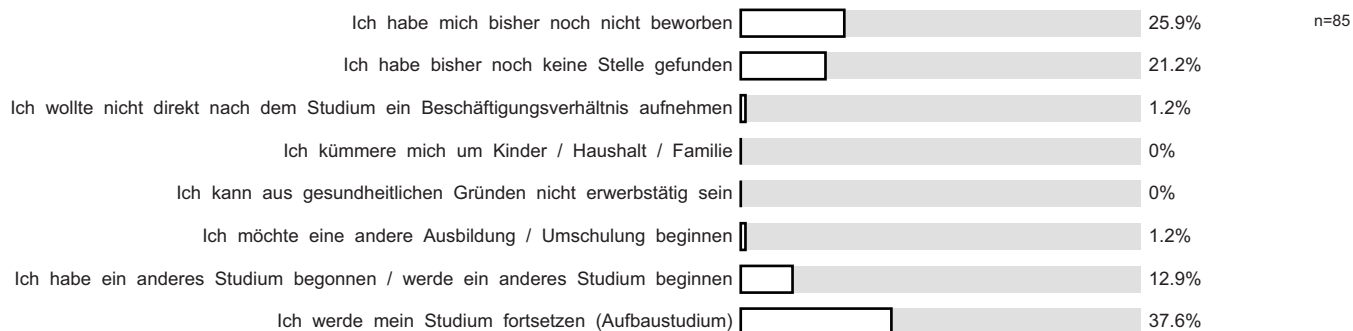 Ich habe mich bisher noch nicht beworben 25.9% n=85
Ich habe bisher noch keine Stelle gefunden 21.2%
Ich wollte nicht direkt nach dem Studium ein Beschäftigungsverhältnis aufnehmen 1.2%
Ich kümmere mich um Kinder / Haushalt / Familie 0%
Ich kann aus gesundheitlichen Gründen nicht erwerbstätig sein 0%
Ich möchte eine andere Ausbildung / Umschulung beginnen 1.2%
Ich habe ein anderes Studium begonnen / werde ein anderes Studium beginnen 12.9%
Ich werde mein Studium fortsetzen (Aufbaustudium) 37.6%